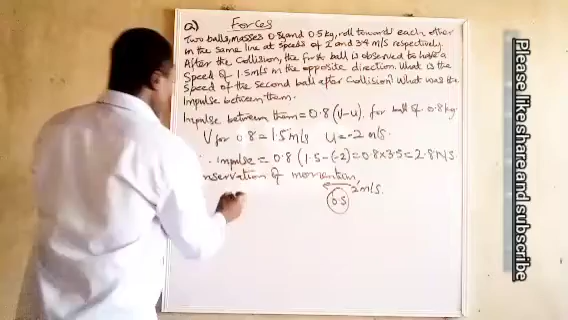 Q) Forces
Two balls, masses 0.8 and 0.5 kg, roll toward each other
in the same line at speeds of 2 and 3.4 m/s respectively.
After the Collision, the first ball is observed to have a
Speed of 1.5 m/s in the opposite direction. What is the
Speed of the second ball after Collision? What was the
Impulse between them.
Impulse between them = 0.8 (V-U) for ball of 0.8 kg
V for 0.8 = 1.5 m/s U = -2 m/s.
∴ impulse = 0.8 (1.5 - (-2) = 0.8 x 3.5 = 2.8 NS.
nservation of momentum,
2 m/s.
0.5
Please like share and subscribe